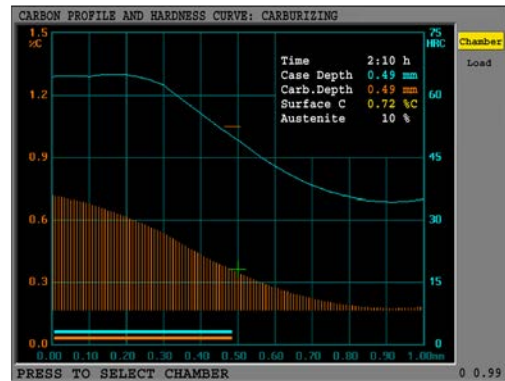 CARBON PROFILE AND HARDNESS CURVE: CARBURIZING
1.5
%C
75
HRC
Chamber
Load
Time 2:10 h
Case Depth 0.49 mm
Carb.Depth 0.49 mm
Surface C 0.72 %C
Austenite 10 %
1.2
60
0.9
45
0.6
30
0.3
15
0.0
0
0.00 0.10 0.20 0.30 0.40 0.50 0.60 0.70 0.80 0.90 1.00mm
PRESS TO SELECT CHAMBER
0 0.99